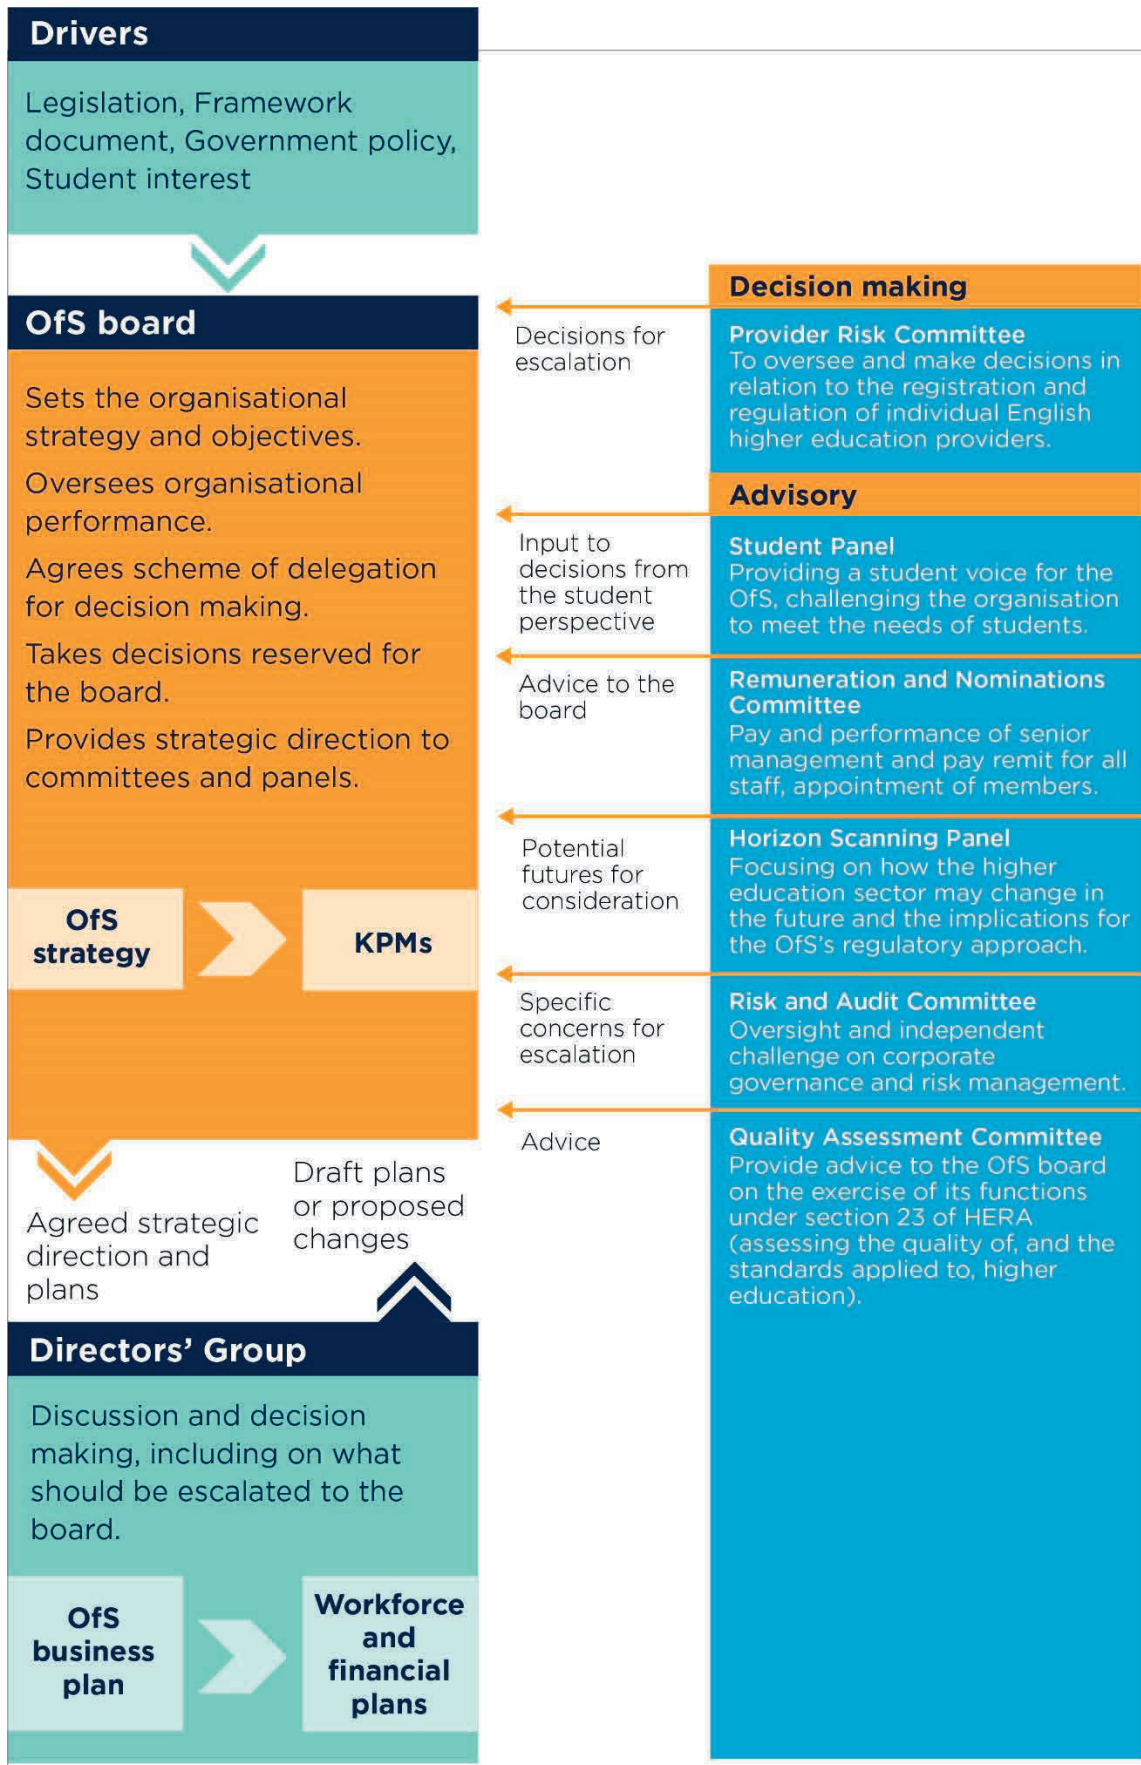 Drivers
Legislation, Framework
document, Government policy,
Student interest
OfS board
Sets the organisational
strategy and objectives.
Oversees organisational
performance.
Agrees scheme of delegation
for decision making.
Takes decisions reserved for
the board.
Provides strategic direction to
committees and panels.
OfS
strategy
KPMs
Agreed strategic
direction and
plans
Draft plans
or proposed
changes
Directors’ Group
Discussion and decision
making, including on what
should be escalated to the
board.
OfS
business
plan
Workforce
and
financial
plans
Decisions for
escalation
Input to
decisions from
the student
perspective
Advice to the
board
Potential
futures for
consideration
Specific
concerns for
escalation
Advice
Decision making
Provider Risk Committee
To oversee and make decisions in
relation to the registration and
regulation of individual English
higher education providers.
Advisory
Student Panel
Providing a student voice for the
OfS, challenging the organisation
to meet the needs of students.
Remuneration and Nominations
Committee
Pay and performance of senior
management and pay remit for all
staff, appointment of members.
Horizon Scanning Panel
Focusing on how the higher
education sector may change in
the future and the implications for
the OfS’s regulatory approach.
Risk and Audit Committee
Oversight and independent
challenge on corporate
governance and risk management.
Quality Assessment Committee
Provide advice to the OfS board
on the exercise of its functions
under section 23 of HERA
(assessing the quality of, and the
standards applied to, higher
education).